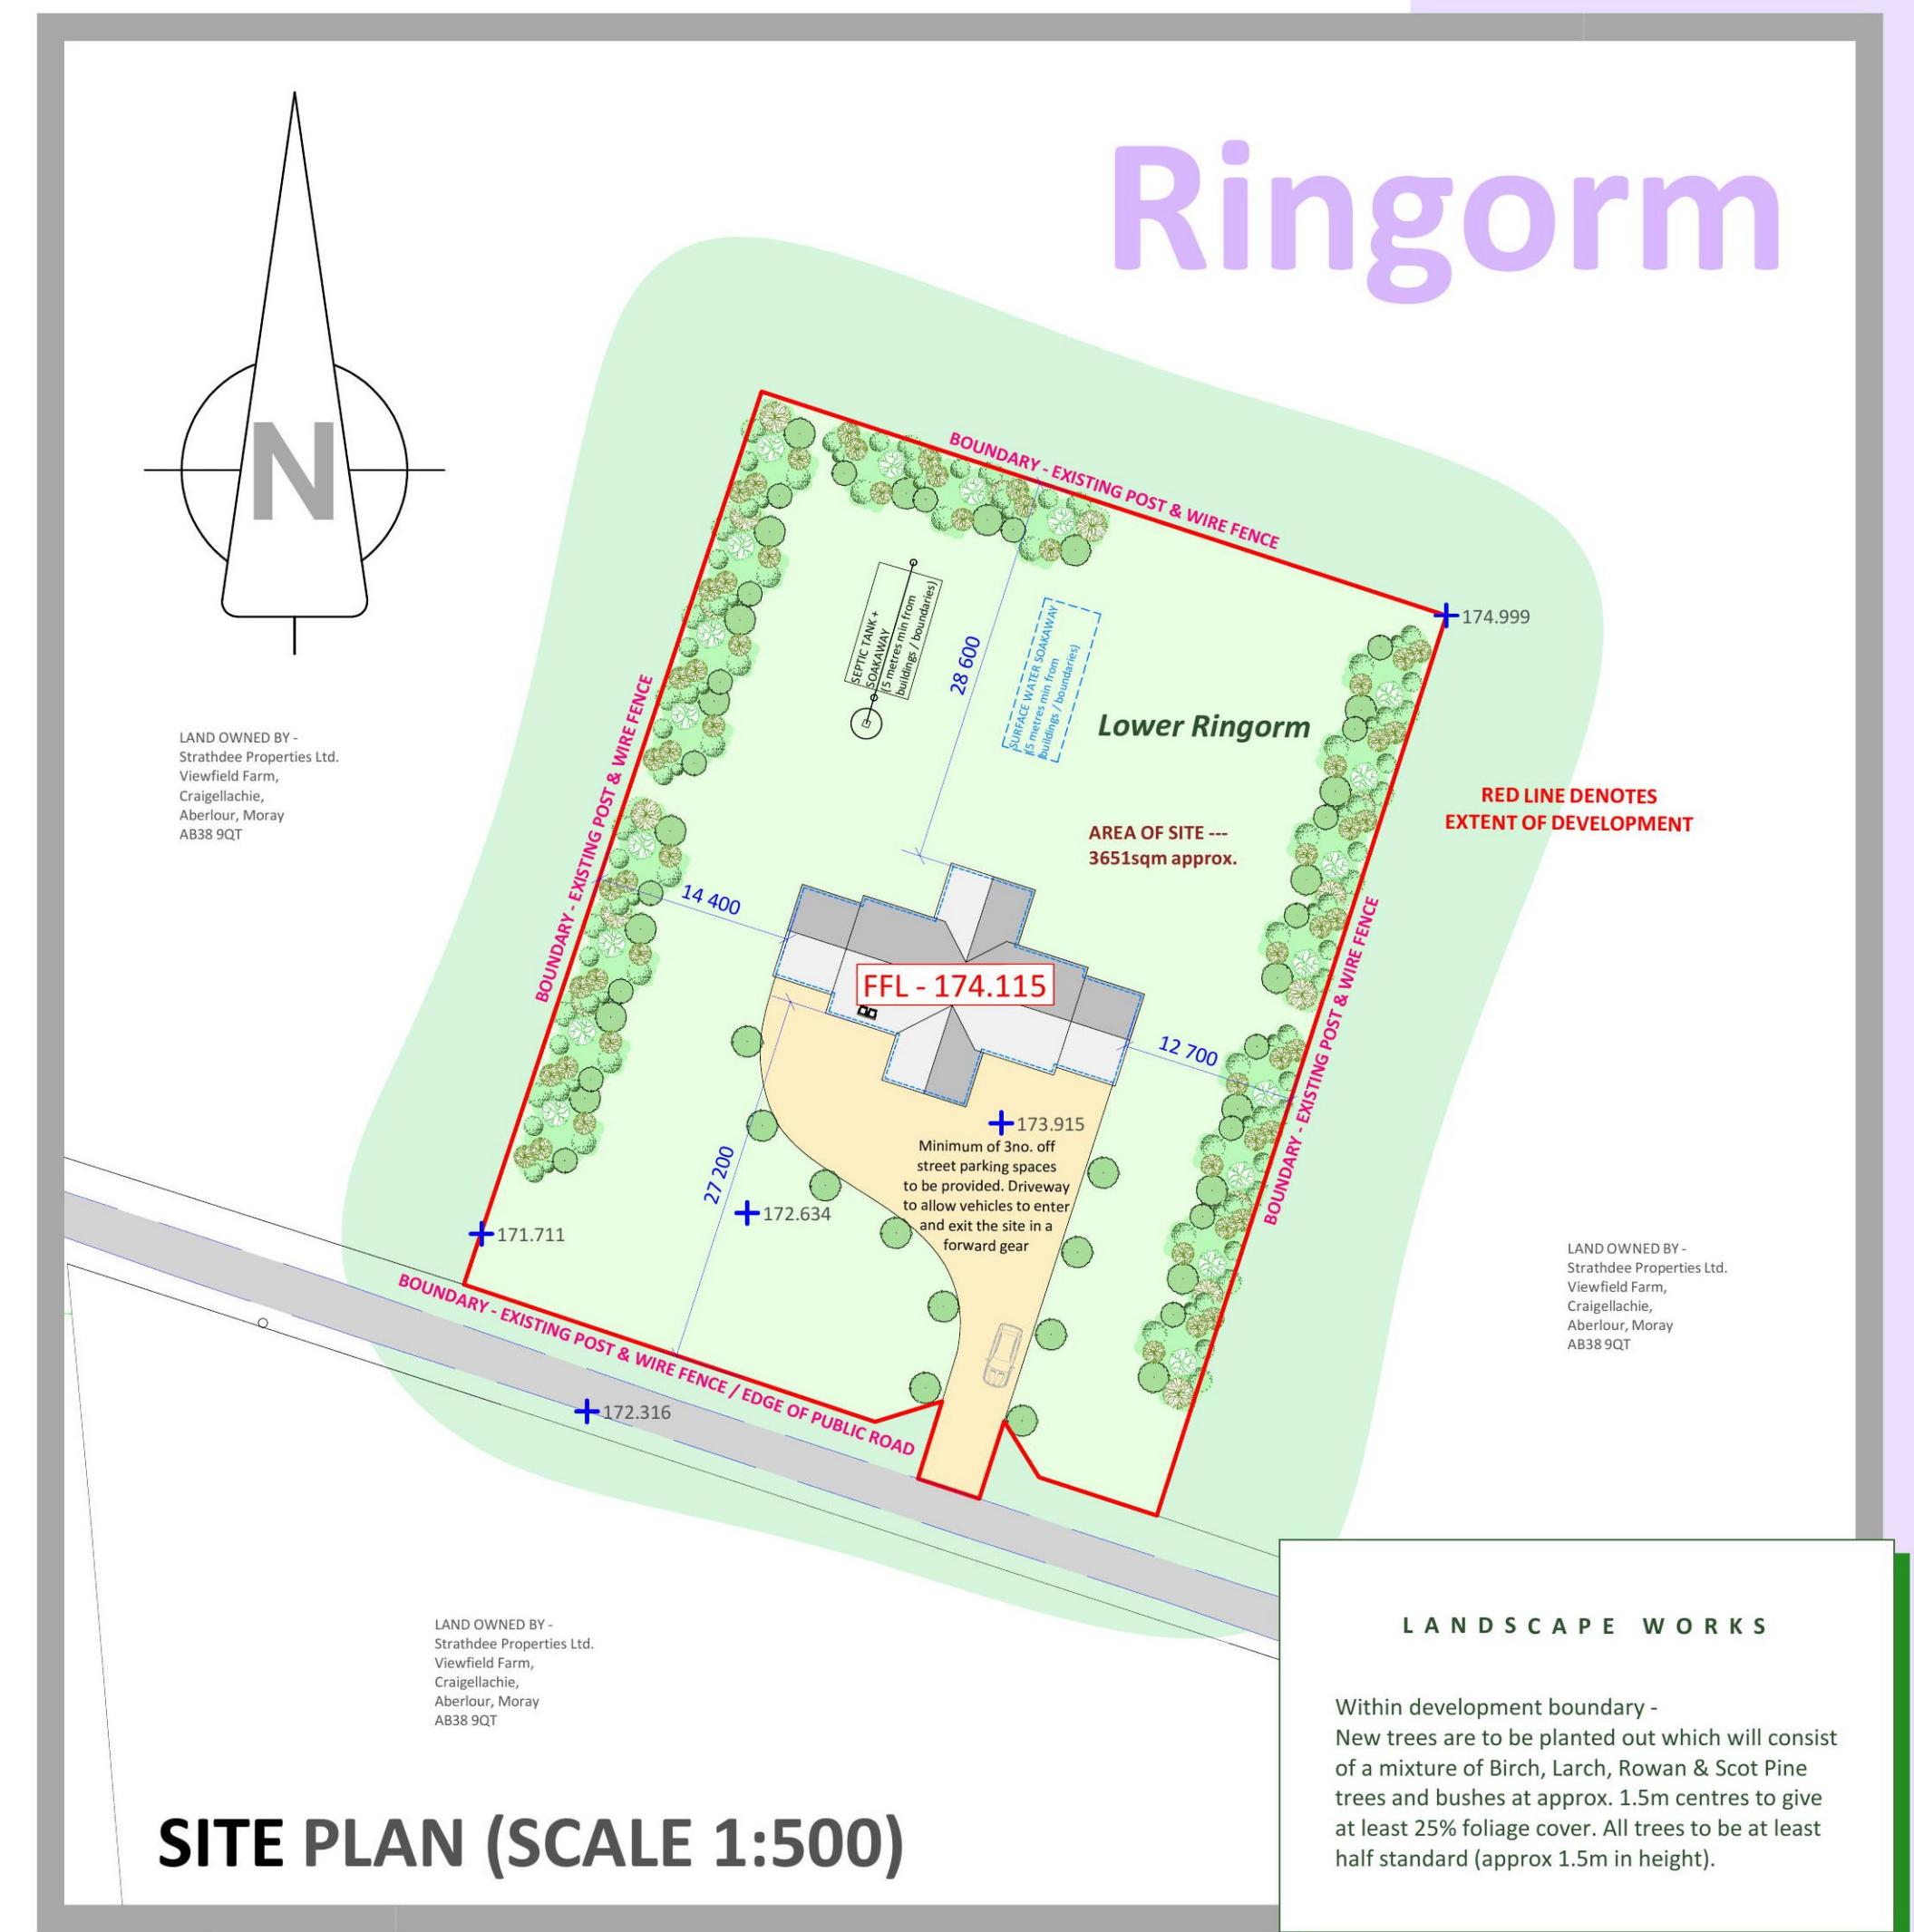 Ringorm
N
BOUNDARY - EXISTING POST & WIRE FENCE
174.999
SEPTIC TANK +
SOAKAWAY
(5 metres min from
buildings / boundaries)
28 600
SURFACE WATER SOAKAWAY
(5 metres min from
buildings / boundaries)
Lower Ringorm
BOUNDARY - EXISTING POST & WIRE FENCE
LAND OWNED BY -
Strathdee Properties Ltd.
Viewfield Farm,
Craigellachie,
Aberlour, Moray
AB38 9QT
RED LINE DENOTES
EXTENT OF DEVELOPMENT
AREA OF SITE ---
3651sqm approx.
14 400
FFL - 174.115
12 700
BOUNDARY - EXISTING POST & WIRE FENCE
173.915
Minimum of 3no. off
street parking spaces
to be provided. Driveway
to allow vehicles to enter
and exit the site in a
forward gear
27 200
172.634
171.711
BOUNDARY - EXISTING POST & WIRE FENCE / EDGE OF PUBLIC ROAD
172.316
LAND OWNED BY -
Strathdee Properties Ltd.
Viewfield Farm,
Craigellachie,
Aberlour, Moray
AB38 9QT
LAND OWNED BY -
Strathdee Properties Ltd.
Viewfield Farm,
Craigellachie,
Aberlour, Moray
AB38 9QT
SITE PLAN (SCALE 1:500)
LANDSCAPE WORKS
Within development boundary -
New trees are to be planted out which will consist
of a mixture of Birch, Larch, Rowan & Scot Pine
trees and bushes at approx. 1.5m centres to give
at least 25% foliage cover. All trees to be at least
half standard (approx 1.5m in height).